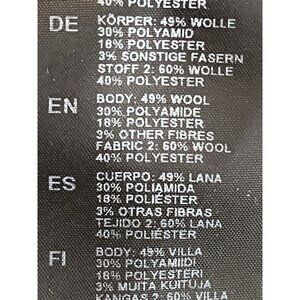 40% POLYESTER
DE KÖRPER: 49% WOLLE
30% POLYAMID
18% POLYESTER
3% SONSTIGE FASERN
STOFF 2: 60% WOLLE
40% POLYESTER
EN BODY: 49% WOOL
30% POLYAMIDE
18% POLYESTER
3% OTHER FIBRES
FABRIC 2: 60% WOOL
40% POLYESTER
ES CUERPO: 49% LANA
30% POLIAMIDA
18% POLIÉSTER
3% OTRAS FIBRAS
TEJIDO 2: 60% LANA
40% POLIÉSTER
FI BODY: 49% VILLA
30% POLYAMIIDI
18% POLYESTERI
3% MUITA KUITUJA
KANGAS 2: 60% VILLA